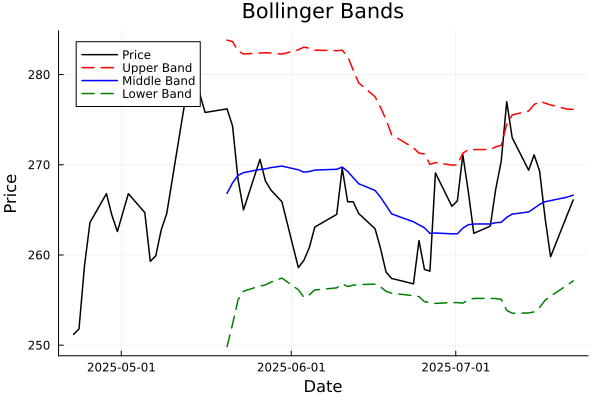 Bollinger Bands
Price
Upper Band
Middle Band
Lower Band
Price
280
270
260
250
2025-05-01
2025-06-01
2025-07-01
Date